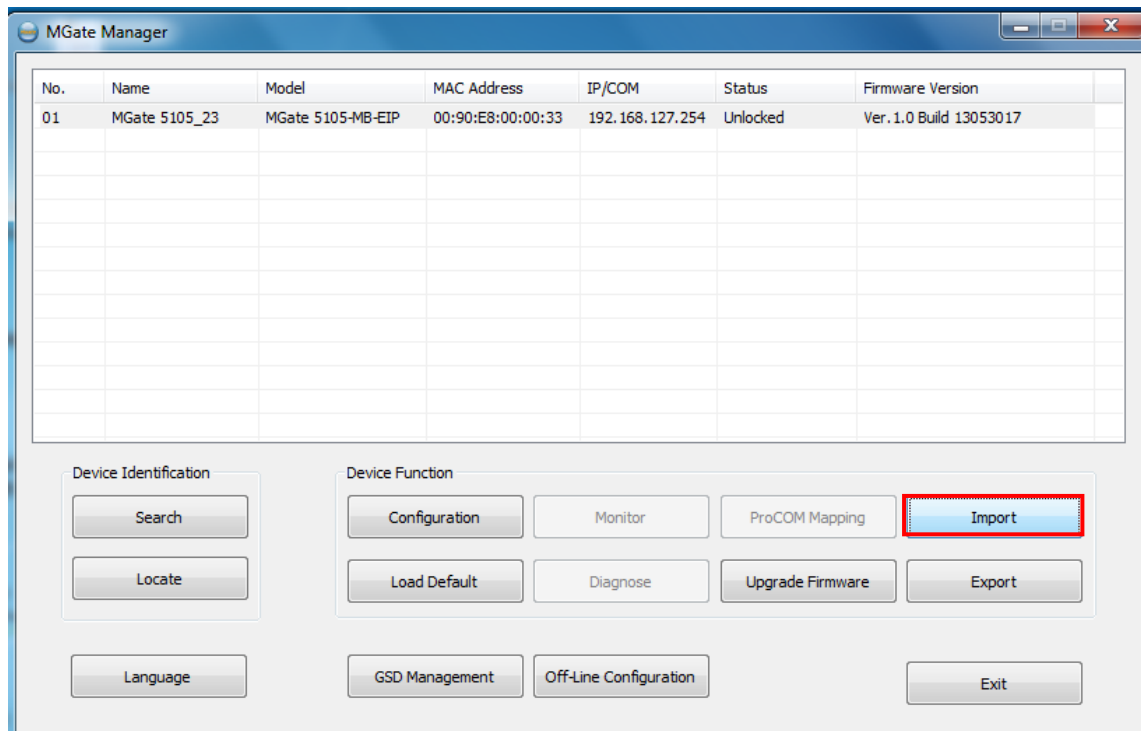 MGate Manager
No. Name Model MAC Address IP/COM Status Firmware Version
01 MGate 5105_23 MGate 5105-MB-EIP 00:90:E8:00:00:33 192.168.127.254 Unlocked Ver.1.0 Build 13053017
Device Identification Device Function
Search Configuration Monitor ProCOM Mapping Import
Locate Load Default Diagnose Upgrade Firmware Export
Language GSD Management Off-Line Configuration Exit